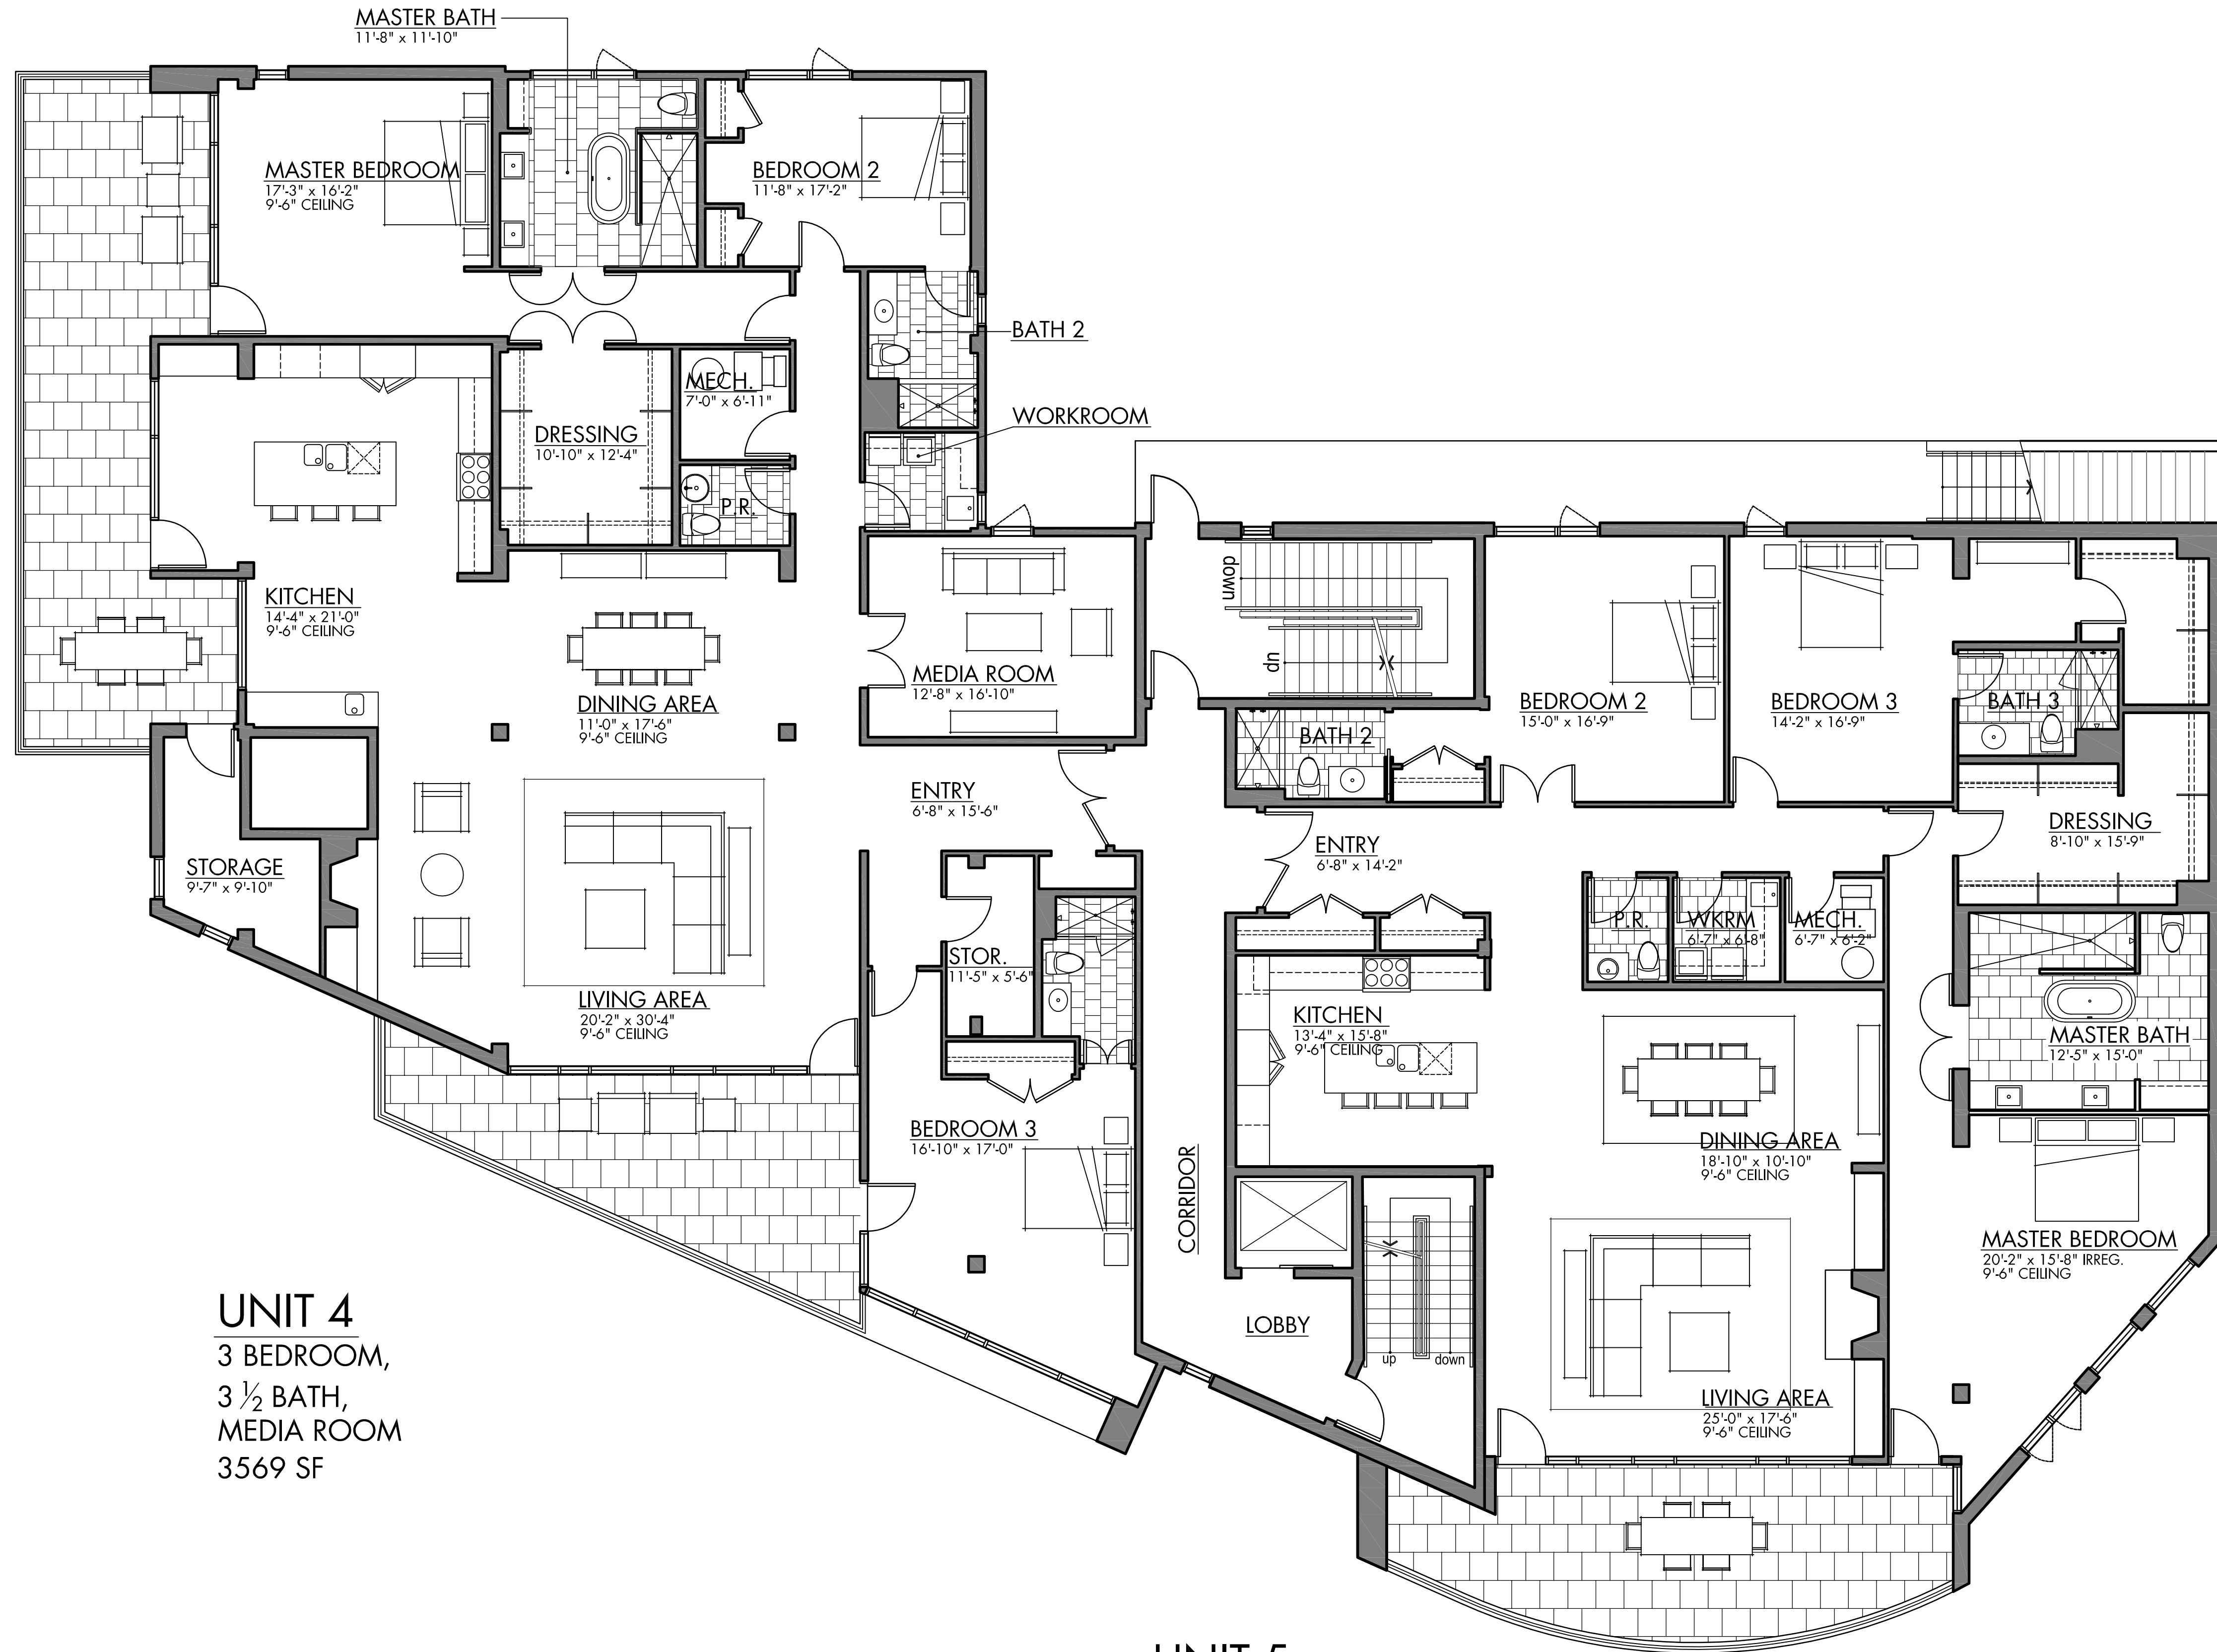 MASTER BATH
11'-8" x 11'-10"
MASTER BEDROOM
17'-3" x 16'-2"
9'-6" CEILING
BEDROOM 2
11'-8" x 17'-2"
BATH 2
MECH.
7'-0" x 6'-11"
WORKROOM
DRESSING
10'-10" x 12'-4"
P.R.
KITCHEN
14'-4" x 21'-0"
9'-6" CEILING
DINING AREA
11'-0" x 17'-6"
9'-6" CEILING
MEDIA ROOM
12'-8" x 16'-10"
ENTRY
6'-8" x 15'-6"
STORAGE
9'-7" x 9'-10"
STOR.
11'-5" x 5'-6"
LIVING AREA
20'-2" x 30'-4"
9'-6" CEILING
BEDROOM 3
16'-10" x 17'-0"
UNIT 4
3 BEDROOM,
3 ½ BATH,
MEDIA ROOM
3569 SF
down
up
CORRIDOR
LOBBY
up
down
BEDROOM 2
15'-0" x 16'-9"
BEDROOM 3
14'-2" x 16'-9"
BATH 2
BATH 3
ENTRY
6'-8" x 14'-2"
DRESSING
8'-10" x 15'-9"
P.R.
WKRM
6'-7" x 6'-8"
MECH.
6'-7" x 6'-2"
KITCHEN
13'-4" x 15'-8"
9'-6" CEILING
MASTER BATH
12'-5" x 15'-0"
DINING AREA
18'-10" x 10'-10"
9'-6" CEILING
MASTER BEDROOM
20'-2" x 15'-8" IRREG.
9'-6" CEILING
LIVING AREA
25'-0" x 17'-6"
9'-6" CEILING
UNIT 5